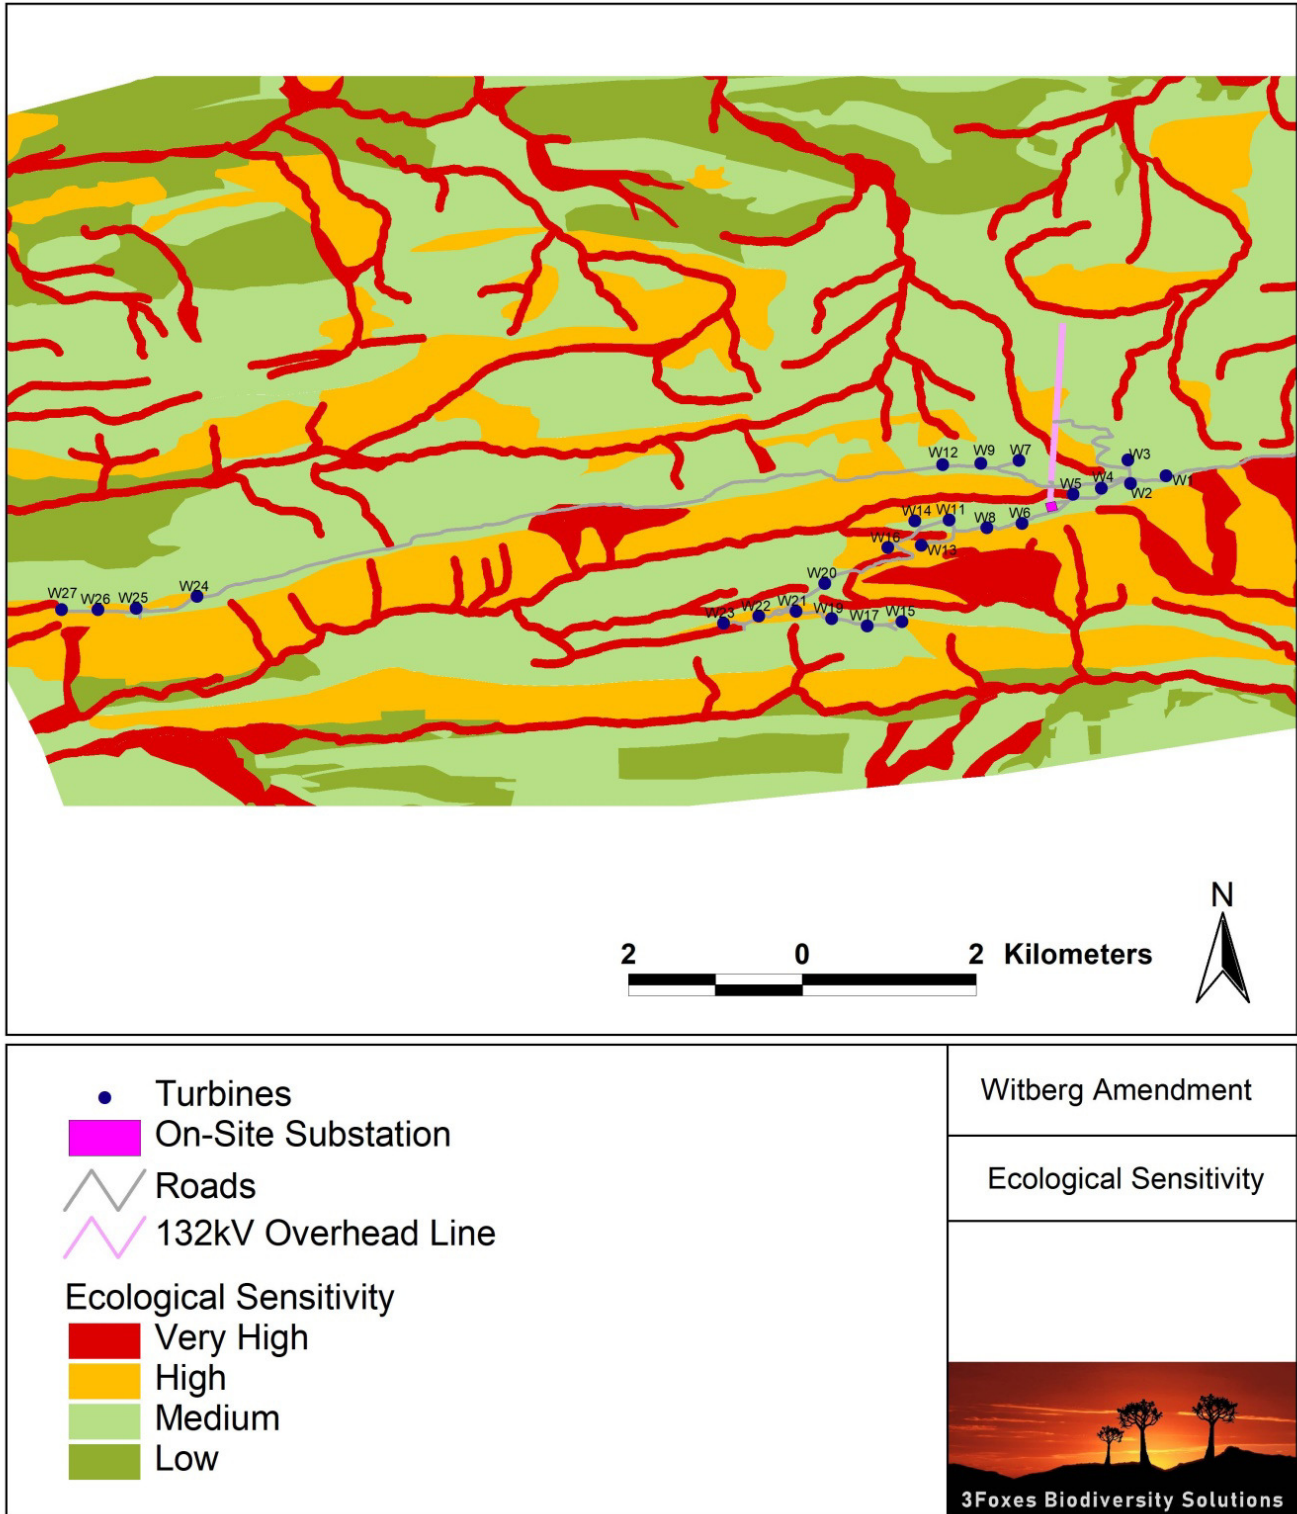 W12
W9
W7
W3
W5
W4
W2
W1
W14
W11
W8
W6
W16
W13
W20
W27
W26
W25
W24
W23
W22
W21
W19
W17
W15
N
2 0 2 Kilometers
Turbines
On-Site Substation
Roads
132kV Overhead Line
Ecological Sensitivity
Very High
High
Medium
Low
Witberg Amendment
Ecological Sensitivity
3Foxes Biodiversity Solutions